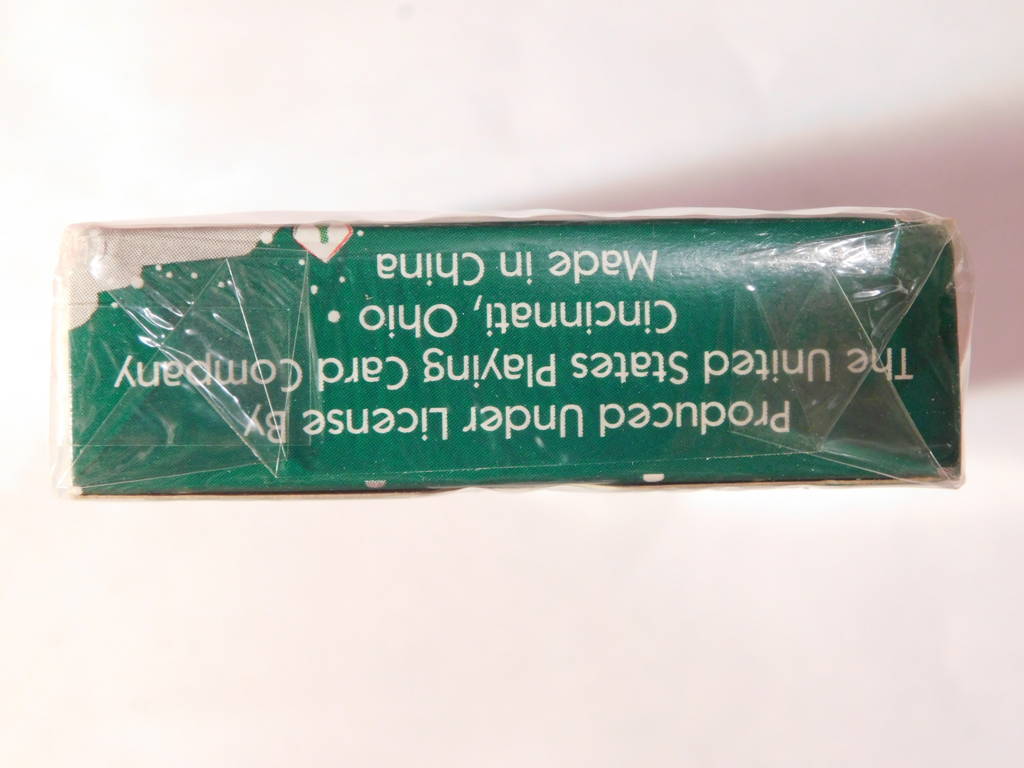 Produced Under License By
The United States Playing Card Company
Cincinnati, Ohio •
Made in China